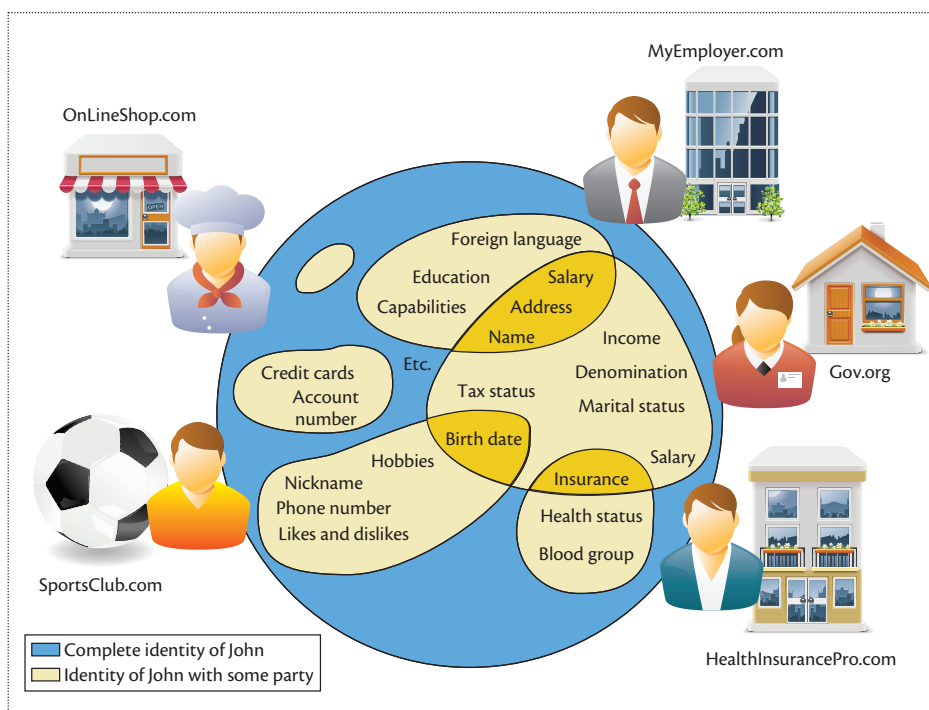 MyEmployer.com
OnLineShop.com
OPEN
Foreign language
Education
Salary
Capabilities
Address
Name
Income
Etc.
Denomination
Gov.org
Credit cards
Account
number
Tax status
Marital status
Birth date
Hobbies
Salary
Nickname
Insurance
Phone number
Health status
Likes and dislikes
Blood group
SportsClub.com
Complete identity of John
Identity of John with some party
HealthInsurancePro.com